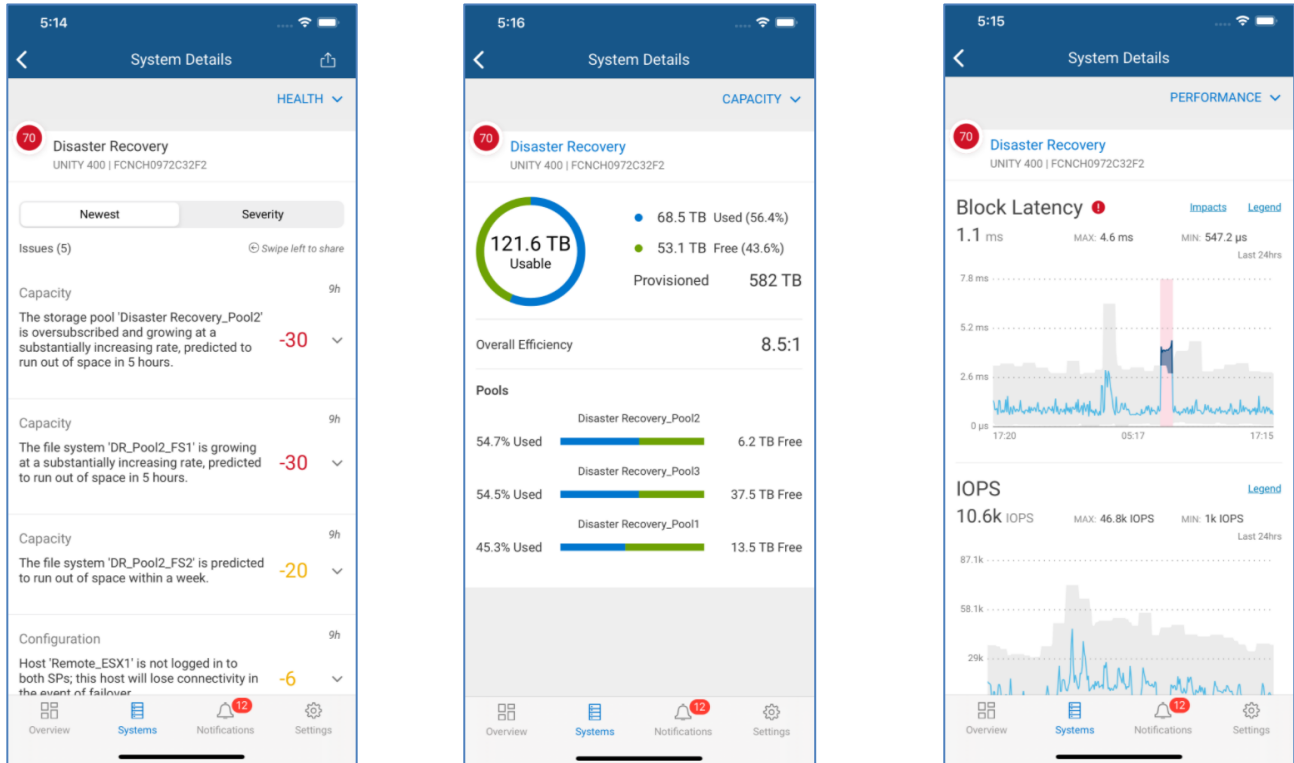 5:14
System Details
HEALTH
70
Disaster Recovery
UNITY 400 | FCNCH0972C32F2
Newest Severity
Issues (5) Swipe left to share
Capacity 9h
The storage pool 'Disaster Recovery_Pool2'
is oversubscribed and growing at a
substantially increasing rate, predicted to
run out of space in 5 hours.
-30
Capacity 9h
The file system 'DR_Pool2_FS1' is growing
at a substantially increasing rate, predicted
to run out of space in 5 hours.
-30
Capacity 9h
The file system 'DR_Pool2_FS2' is predicted
to run out of space within a week.
-20
Configuration 9h
Host 'Remote_ESX1' is not logged in to
both SPs; this host will lose connectivity in
the event of failover
-6
12
Overview Systems Notifications Settings
5:16
System Details
CAPACITY
70
Disaster Recovery
UNITY 400 | FCNCH0972C32F2
121.6 TB
Usable
68.5 TB Used (56.4%)
53.1 TB Free (43.6%)
Provisioned 582 TB
Overall Efficiency 8.5:1
Pools
Disaster Recovery_Pool2
54.7% Used 6.2 TB Free
Disaster Recovery_Pool3
54.5% Used 37.5 TB Free
Disaster Recovery_Pool1
45.3% Used 13.5 TB Free
12
Overview Systems Notifications Settings
5:15
System Details
PERFORMANCE
70
Disaster Recovery
UNITY 400 | FCNCH0972C32F2
Block Latency Impacts Legend
1.1 ms MAX: 4.6 ms MIN: 547.2 µs
Last 24hrs
7.8 ms
5.2 ms
2.6 ms
0 µs
17:20 05:17 17:15
IOPS Legend
10.6k IOPS MAX: 46.8k IOPS MIN: 1k IOPS
Last 24hrs
87.1k
58.1k
29k
12
Overview Systems Notifications Settings